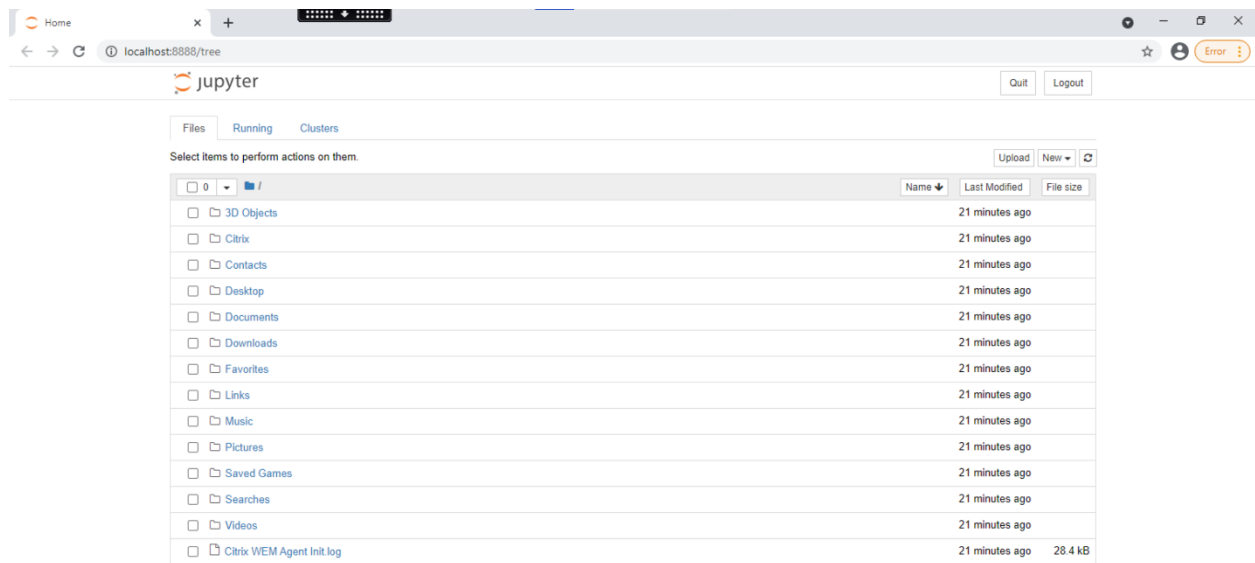 Home
localhost:8888/tree
Error
jupyter
Quit Logout
Files Running Clusters
Select items to perform actions on them.
Upload New
0 / Name Last Modified File size
3D Objects 21 minutes ago
Citrix 21 minutes ago
Contacts 21 minutes ago
Desktop 21 minutes ago
Documents 21 minutes ago
Downloads 21 minutes ago
Favorites 21 minutes ago
Links 21 minutes ago
Music 21 minutes ago
Pictures 21 minutes ago
Saved Games 21 minutes ago
Searches 21 minutes ago
Videos 21 minutes ago
Citrix WEM Agent Init.log 21 minutes ago 28.4 kB